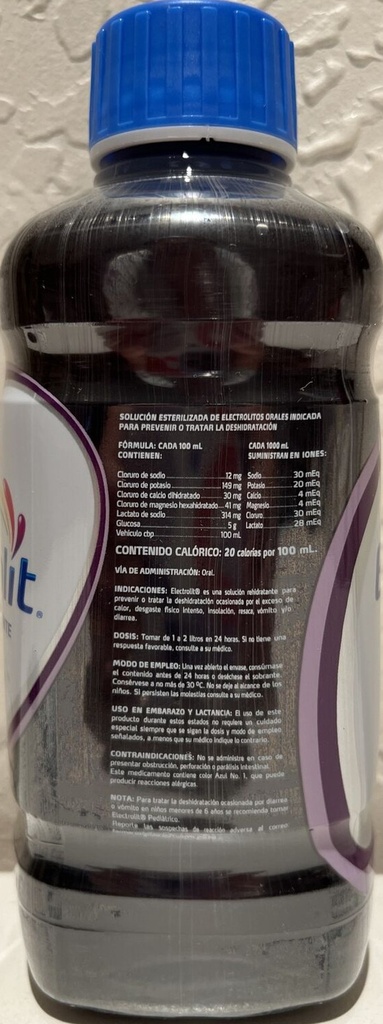 SOLUCIÓN ESTERILIZADA DE ELECTROLITOS ORALES INDICADA
PARA PREVENIR O TRATAR LA DESHIDRATACIÓN
FÓRMULA: CADA 100 mL
CONTIENEN:
Cloruro de sodio 12 mg
Cloruro de potasio 149 mg
Cloruro de calcio dihidratado 30 mg
Cloruro de magnesio hexahidratado 41 mg
Lactato de sodio 314 mg
Glucosa 5 g
Vehículo cbp 100 mL
CADA 1000 mL
SUMINISTRAN EN IONES:
Sodio 30 mEq
Potasio 20 mEq
Calcio 4 mEq
Magnesio 4 mEq
Cloruro 30 mEq
Lactato 28 mEq
CONTENIDO CALÓRICO: 20 calorías por 100 mL.
VÍA DE ADMINISTRACIÓN: Oral.
INDICACIONES: Electrolit® es una solución rehidratante para
prevenir o tratar la deshidratación ocasionada por el exceso de
calor, desgaste físico intenso, insolación, resaca, vómito y/o
diarrea.
DOSIS: Tomar de 1 a 2 litros en 24 horas. Si no tiene una
respuesta favorable, consulte a su médico.
MODO DE EMPLEO: Una vez abierto el envase, consúmase
el contenido antes de 24 horas o deséchese el sobrante.
Consérvese a no más de 30 ºC. No se deje al alcance de los
niños. Si persisten las molestias consulte a su médico.
USO EN EMBARAZO Y LACTANCIA: El uso de este
producto durante estos estados no requiere un cuidado
especial siempre que se sigan la dosis y modo de empleo
señalados, a menos que su médico indique lo contrario.
CONTRAINDICACIONES: No se administre en caso de
presentar obstrucción, perforación o parálisis intestinal.
Este medicamento contiene color Azul No. 1, que puede
producir reacciones alérgicas.
NOTA: Para tratar la deshidratación ocasionada por diarrea
o vómito en niños menores de 6 años se recomienda tomar
Electrolit® Pediátrico.
Reporte las sospechas de reacción adversa al correo
lit®
TE